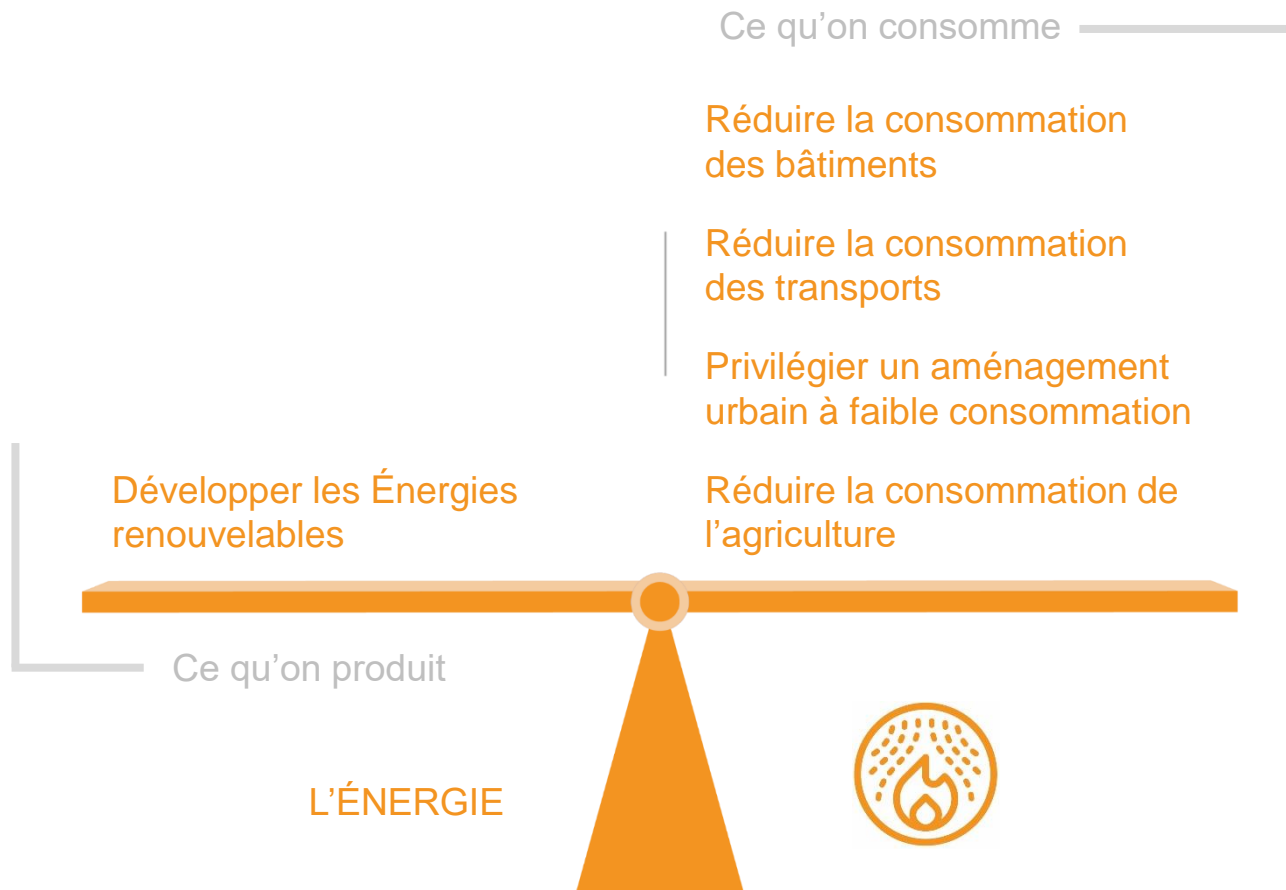 Ce qu’on consomme
Réduire la consommation
des bâtiments
Réduire la consommation
des transports
Privilégier un aménagement
urbain à faible consommation
Développer les Énergies
renouvelables
Réduire la consommation de
l’agriculture
Ce qu’on produit
L’ÉNERGIE